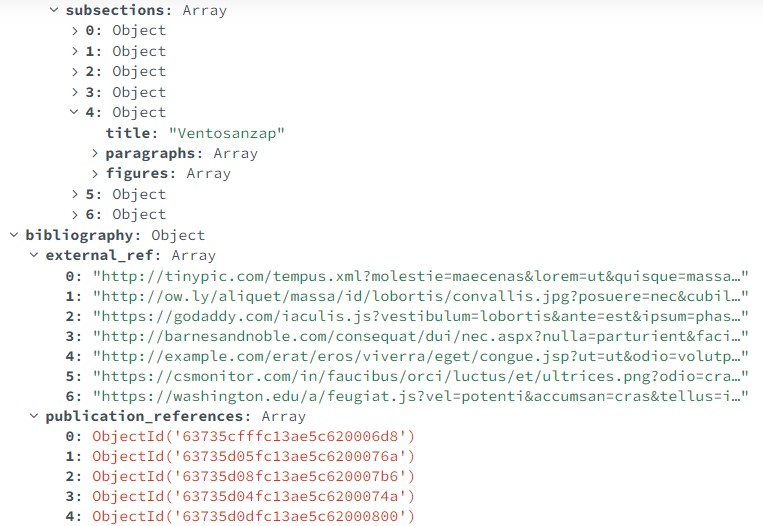 subsections: Array
0: Object
1: Object
2: Object
3: Object
4: Object
title: "Ventosanzap"
paragraphs: Array
figures: Array
5: Object
6: Object
bibliography: Object
external_ref: Array
0: "http://tinypic.com/tempus.xml?molestie=maecenas&lorem=ut&quisque=massa…"
1: "http://ow.ly/aliquet/massa/id/lobortis/convallis.jpg?posuere=nec&cubil…"
2: "https://godaddy.com/iaculis.js?vestibulum=lobortis&ante=est&ipsum=phas…"
3: "http://barnesandnoble.com/consequat/dui/nec.aspx?nulla=parturient&faci…"
4: "http://example.com/erat/eros/viverra/eget/congue.jsp?ut=ut&odio=volutp…"
5: "https://csmonitor.com/in/faucibus/orci/luctus/et/ultrices.png?odio=cra…"
6: "https://washington.edu/a/feugiat.js?vel=potenti&accumsan=cras&tellus=i…"
publication_references: Array
0: ObjectId('63735cfffc13ae5c620006d8')
1: ObjectId('63735d05fc13ae5c6200076a')
2: ObjectId('63735d08fc13ae5c620007b6')
3: ObjectId('63735d04fc13ae5c6200074a')
4: ObjectId('63735d0dfc13ae5c62000800')